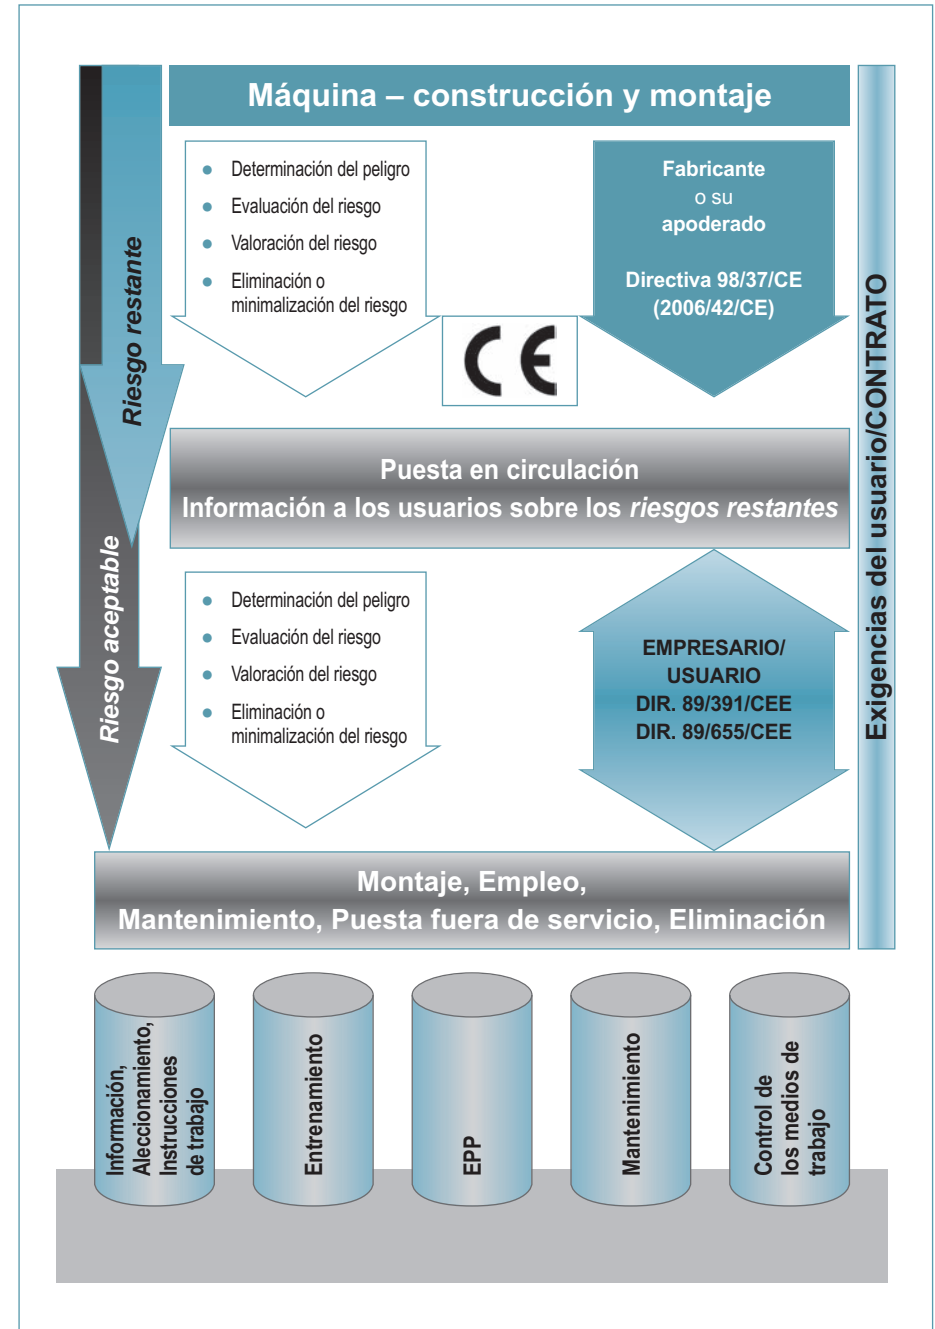 Máquina – construcción y montaje
Determinación del peligro
Evaluación del riesgo
Valoración del riesgo
Eliminación o
minimalización del riesgo
Fabricante
o su
apoderado
Directiva 98/37/CE
(2006/42/CE)
CE
Riesgo restante
Puesta en circulación
Información a los usuarios sobre los riesgos restantes
Riesgo aceptable
Determinación del peligro
Evaluación del riesgo
Valoración del riesgo
Eliminación o
minimalización del riesgo
EMPRESARIO/
USUARIO
DIR. 89/391/CEE
DIR. 89/655/CEE
Exigencias del usuario/CONTRATO
Montaje, Empleo,
Mantenimiento, Puesta fuera de servicio, Eliminación
Información,
Aleccionamiento,
Instrucciones
de trabajo
Entrenamiento
EPP
Mantenimiento
Control de
los medios de
trabajo